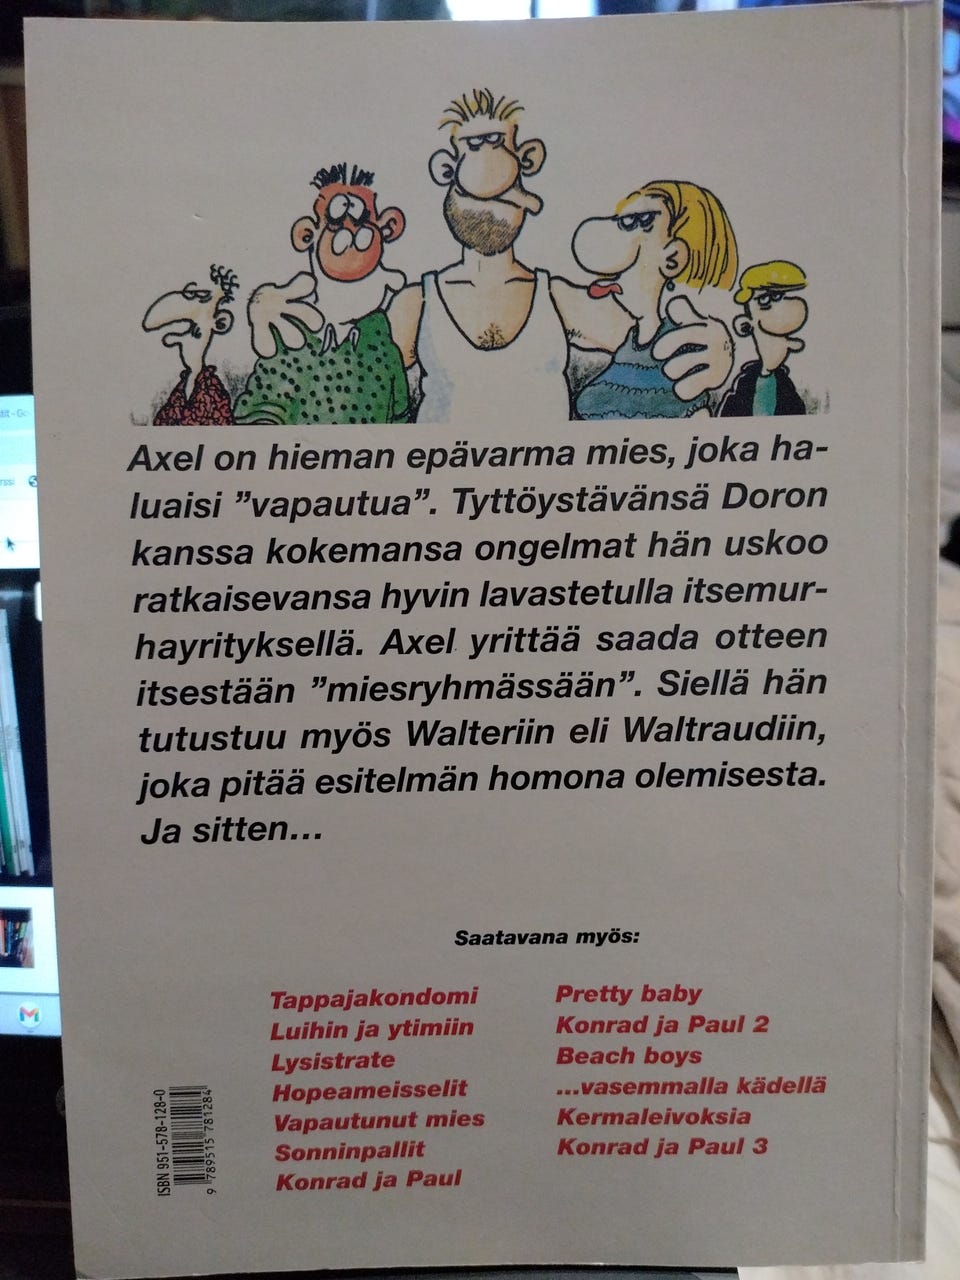 Axel on hieman epävarma mies, joka ha-
luaisi ”vapautua”. Tyttöystävänsä Doron
kanssa kokemansa ongelmat hän uskoo
ratkaisevansa hyvin lavastetulla itsemur-
hayrityksellä. Axel yrittää saada otteen
itsestään ”miesryhmässään”. Siellä hän
tutustuu myös Walteriin eli Waltraudiin,
joka pitää esitelmän homona olemisesta.
Ja sitten...
Saatavana myös:
Tappajakondomi
Luihin ja ytimiin
Lysistrate
Hopeameisselit
Vapautunut mies
Sonninpallit
Konrad ja Paul
Pretty baby
Konrad ja Paul 2
Beach boys
...vasemmalla kädellä
Kermaleivoksia
Konrad ja Paul 3
ISBN 951-578-128-0
9 789515 781284